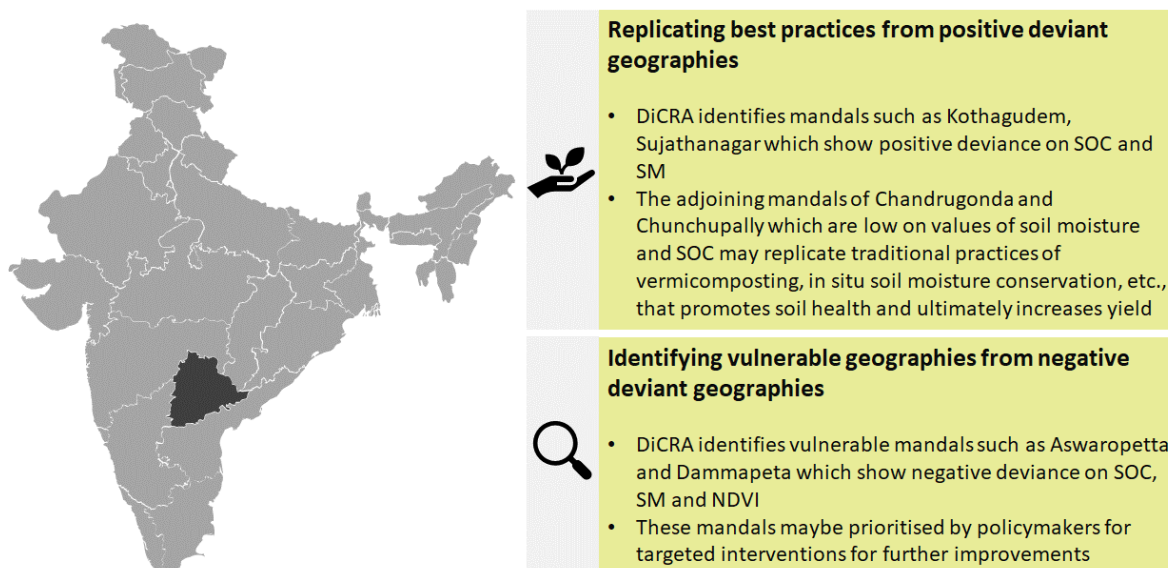 Replicating best practices from positive deviant
geographies
• DiCRA identifies mandals such as Kothagudem,
Sujathanagar which show positive deviance on SOC and
SM
• The adjoining mandals of Chandrugonda and
Chunchupally which are low on values of soil moisture
and SOC may replicate traditional practices of
vermicomposting, in situ soil moisture conservation, etc.,
that promotes soil health and ultimately increases yield
Identifying vulnerable geographies from negative
deviant geographies
• DiCRA identifies vulnerable mandals such as Aswaropetta
and Dammapeta which show negative deviance on SOC,
SM and NDVI
• These mandals maybe prioritised by policymakers for
targeted interventions for further improvements